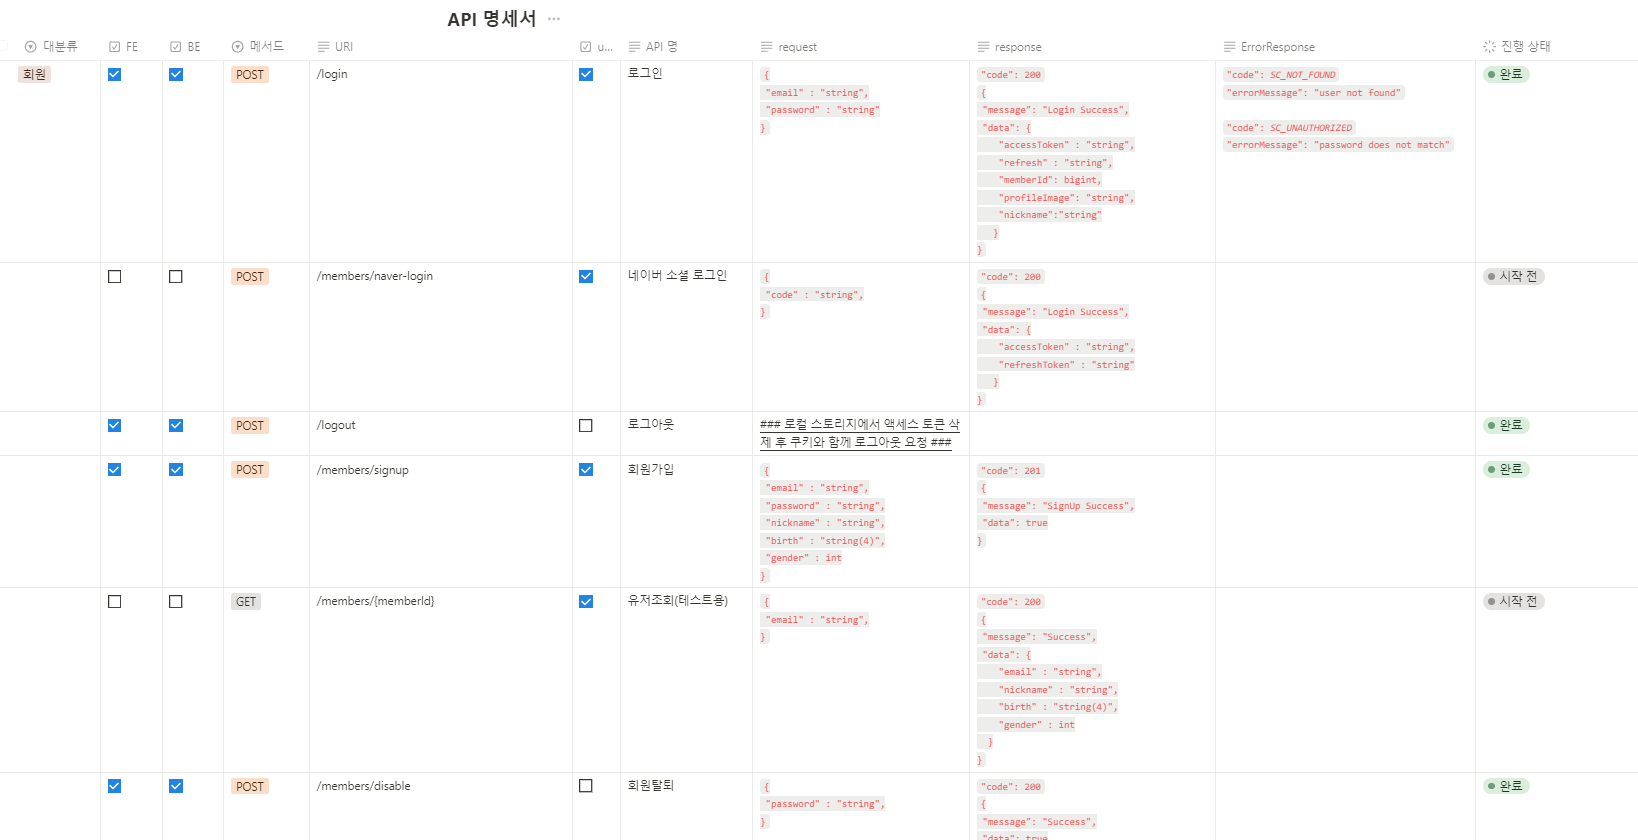 API 명세서 ···
대분류 FE BE 메서드 URI u... API 명 request response ErrorResponse 진행 상태
회원 POST /login 로그인
{
"email" : "string",
"password" : "string"
}
"code": 200
{
"message": "Login Success",
"data": {
"accessToken" : "string",
"refresh" : "string",
"memberId": bigint,
"profileImage": "string",
"nickname":"string"
}
}
"code": SC_NOT_FOUND
"errorMessage": "user not found"
"code": SC_UNAUTHORIZED
"errorMessage": "password does not match"
완료
POST /members/naver-login 네이버 소셜 로그인
{
"code" : "string",
}
"code": 200
{
"message": "Login Success",
"data": {
"accessToken" : "string",
"refreshToken" : "string"
}
}
시작 전
POST /logout 로그아웃
### 로컬 스토리지에서 액세스 토큰 삭
제 후 쿠키와 함께 로그아웃 요청 ###
완료
POST /members/signup 회원가입
{
"email" : "string",
"password" : "string",
"nickname" : "string",
"birth" : "string(4)",
"gender" : int
}
"code": 201
{
"message": "SignUp Success",
"data": true
}
완료
GET /members/{memberId} 유저조회(테스트용)
{
"email" : "string",
}
"code": 200
{
"message": "Success",
"data": {
"email" : "string",
"nickname" : "string",
"birth" : "string(4)",
"gender" : int
}
}
시작 전
POST /members/disable 회원탈퇴
{
"password" : "string",
}
"code": 200
{
"message": "Success",
"data": true
완료